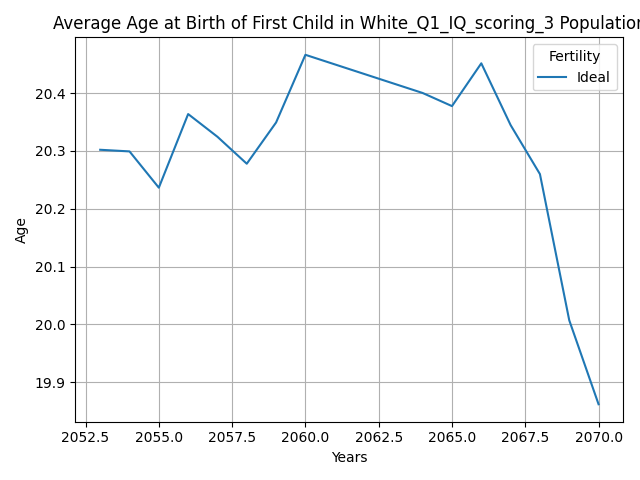 Average Age at Birth of First Child in White_Q1_IQ_scoring_3 Population
Fertility
Ideal
20.4
20.3
20.2
20.1
20.0
19.9
Age
2052.5 2055.0 2057.5 2060.0 2062.5 2065.0 2067.5 2070.0
Years